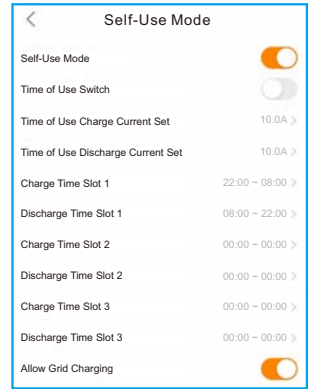 Self-Use Mode
Self-Use Mode
Time of Use Switch
Time of Use Charge Current Set 10.0A
Time of Use Discharge Current Set 10.0A
Charge Time Slot 1 22:00 ~ 08:00
Discharge Time Slot 1 08:00 ~ 22:00
Charge Time Slot 2 00:00 ~ 00:00
Discharge Time Slot 2 00:00 ~ 00:00
Charge Time Slot 3 00:00 ~ 00:00
Discharge Time Slot 3 00:00 ~ 00:00
Allow Grid Charging